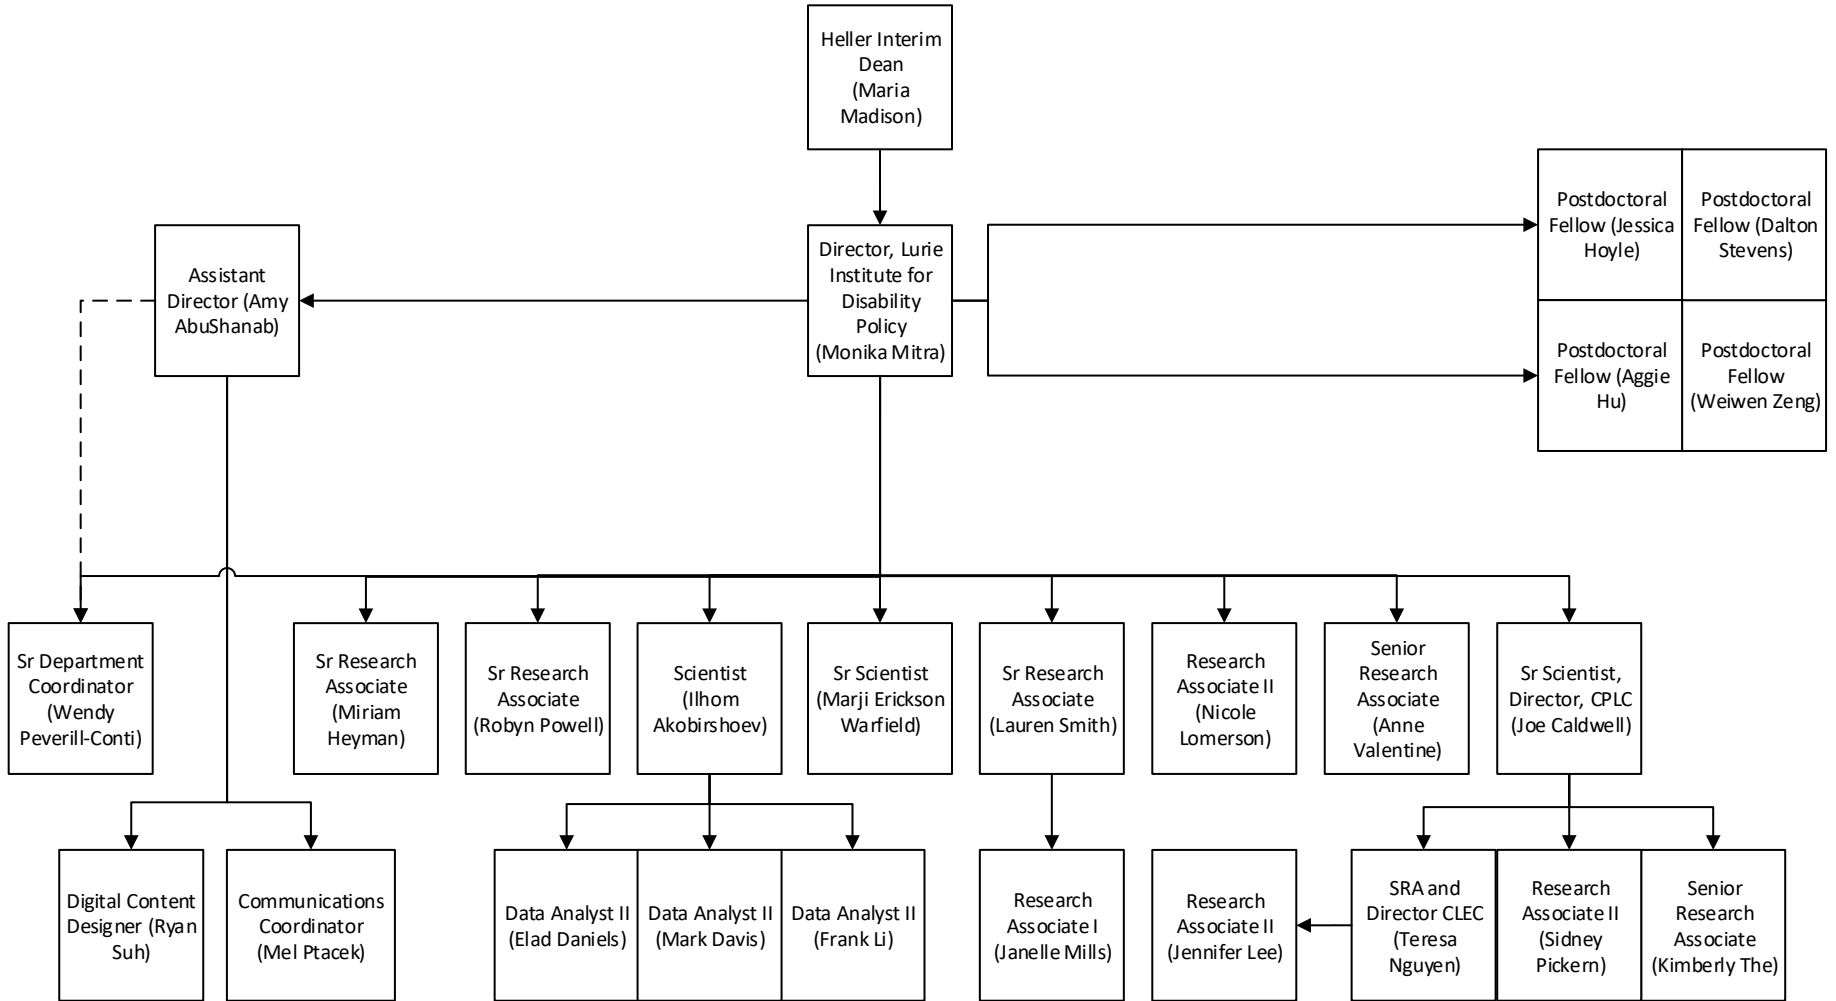 Heller Interim
Dean
(Maria
Madison)
Postdoctoral
Fellow (Jessica
Hoyle)
Postdoctoral
Fellow (Dalton
Stevens)
Assistant
Director (Amy
AbuShanab)
Director, Lurie
Institute for
Disability
Policy
(Monika Mitra)
Postdoctoral
Fellow (Aggie
Hu)
Postdoctoral
Fellow
(Weiwen Zeng)
Sr Department
Coordinator
(Wendy
Peverill-Conti)
Sr Research
Associate
(Miriam
Heyman)
Sr Research
Associate
(Robyn Powell)
Scientist
(Ilhom
Akobirshoev)
Sr Scientist
(Marji Erickson
Warfield)
Sr Research
Associate
(Lauren Smith)
Research
Associate II
(Nicole
Lomerson)
Senior
Research
Associate
(Anne
Valentine)
Sr Scientist,
Director, CPLC
(Joe Caldwell)
Digital Content
Designer (Ryan
Suh)
Communications
Coordinator
(Mel Ptacek)
Data Analyst II
(Elad Daniels)
Data Analyst II
(Mark Davis)
Data Analyst II
(Frank Li)
Research
Associate I
(Janelle Mills)
Research
Associate II
(Jennifer Lee)
SRA and
Director CLEC
(Teresa
Nguyen)
Research
Associate II
(Sidney
Pickern)
Senior
Research
Associate
(Kimberly The)